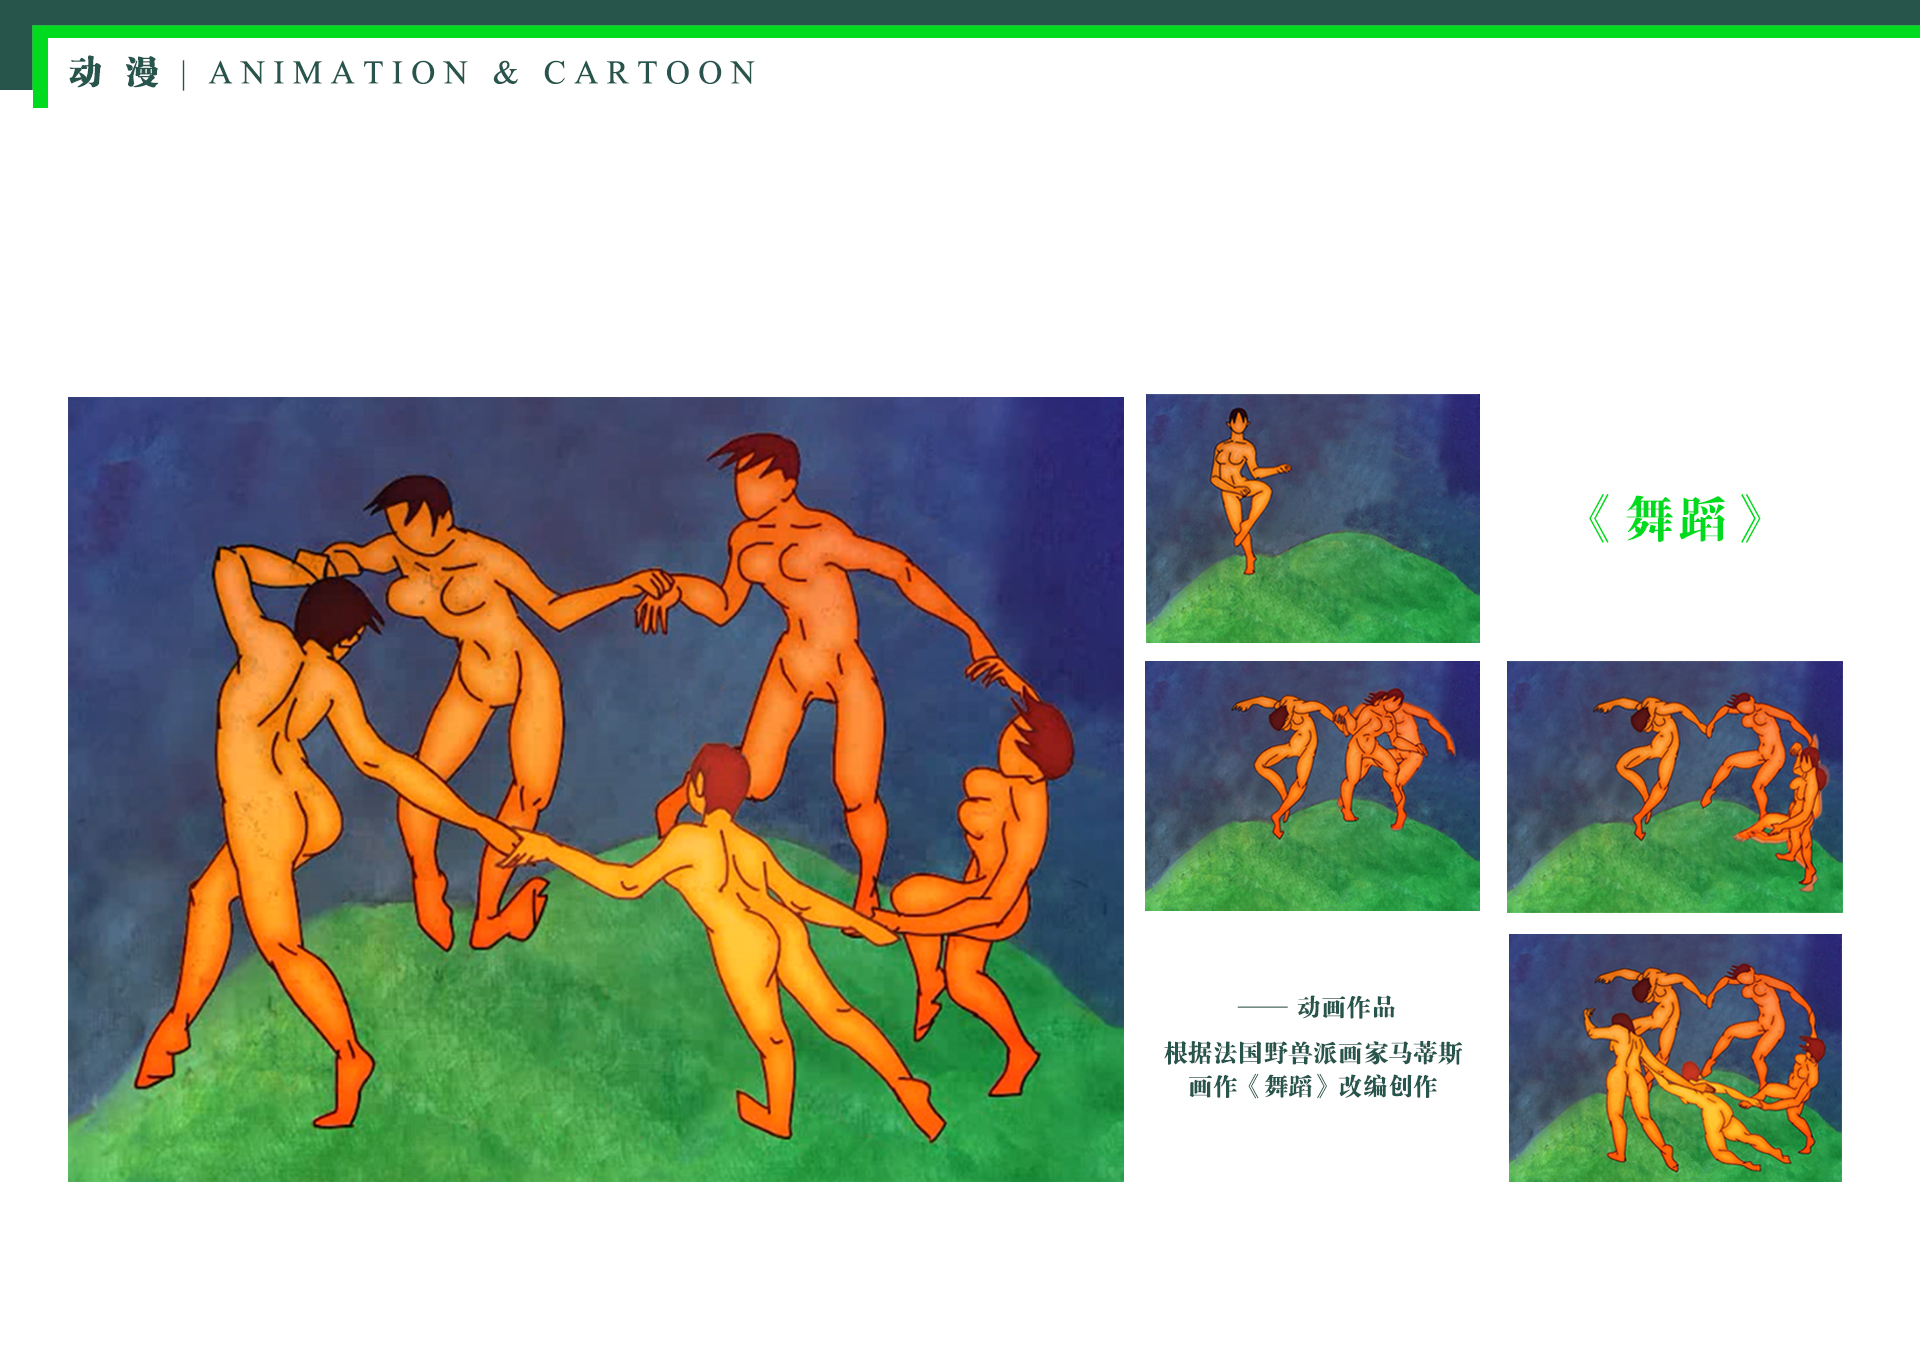 动 漫 | ANIMATION & CARTOON
《舞蹈》
—— 动画作品
根据法国野兽派画家马蒂斯
画作《舞蹈》改编创作